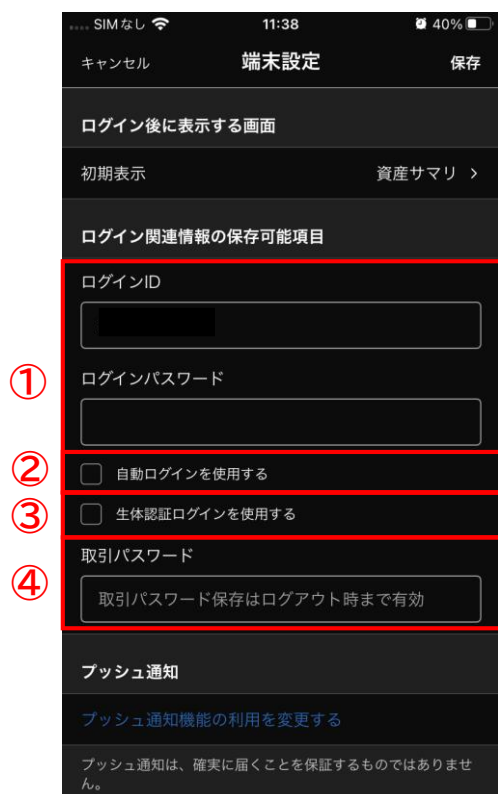 .... SIMなし 11:38 40%
キャンセル 端末設定 保存
ログイン後に表示する画面
初期表示 資産サマリ >
ログイン関連情報の保存可能項目
ログインID
①
ログインパスワード
② 自動ログインを使用する
③ 生体認証ログインを使用する
取引パスワード
④
取引パスワード保存はログアウト時まで有効
プッシュ通知
プッシュ通知機能の利用を変更する
プッシュ通知は、確実に届くことを保証するものではありませ
ん。